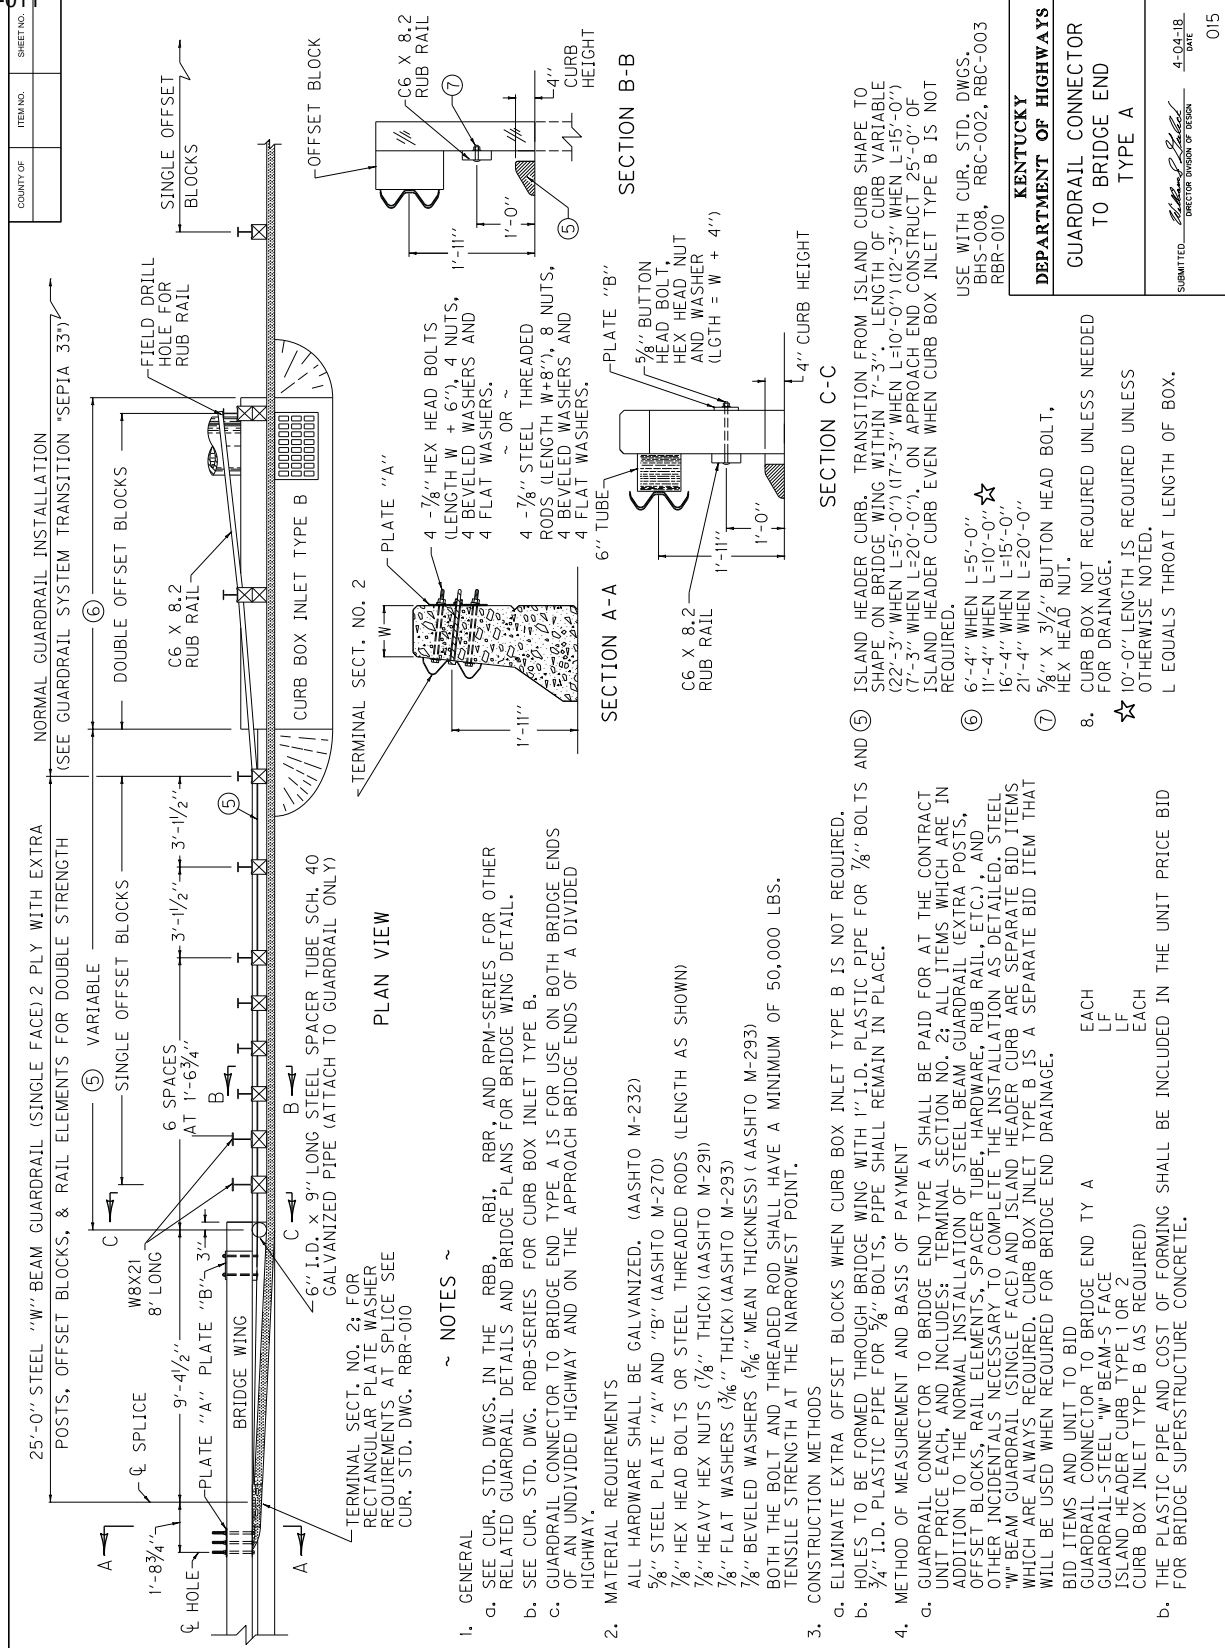 COUNTY OF
ITEM NO.
SHEET NO.
25'-0" STEEL "W" BEAM GUARDRAIL (SINGLE FACE) 2 PLY WITH EXTRA
POSTS, OFFSET BLOCKS, & RAIL ELEMENTS FOR DOUBLE STRENGTH
NORMAL GUARDRAIL INSTALLATION
(SEE GUARDRAIL SYSTEM TRANSITION "SEPIA 33")
⑤ VARIABLE
⑥
SINGLE OFFSET BLOCKS
DOUBLE OFFSET BLOCKS
SINGLE OFFSET
BLOCKS
℄ SPLICE
9'-4½"
6 SPACES
AT 1'-6¾"
3'-1½"
3'-1½"
1'-8¾"
℄ HOLE
A
A
PLATE "A"
PLATE "B"
3"
W8X21
8' LONG
C
C
B
B
⑤
BRIDGE WING
C6 X 8.2
RUB RAIL
FIELD DRILL
HOLE FOR
RUB RAIL
CURB BOX INLET TYPE B
TERMINAL SECT. NO. 2; FOR
RECTANGULAR PLATE WASHER
REQUIREMENTS AT SPLICE SEE
CUR. STD. DWG. RBR-010
6" I.D. x 9" LONG STEEL SPACER TUBE SCH. 40
GALVANIZED PIPE (ATTACH TO GUARDRAIL ONLY)
PLAN VIEW
TERMINAL SECT. NO. 2
PLATE "A"
W
1'-11"
4 -⅞" HEX HEAD BOLTS
(LENGTH W + 6"), 4 NUTS,
4 BEVELED WASHERS AND
4 FLAT WASHERS.
~ OR ~
4 -⅞" STEEL THREADED
RODS (LENGTH W+8"), 8 NUTS,
4 BEVELED WASHERS AND
4 FLAT WASHERS.
SECTION A-A
OFFSET BLOCK
C6 X 8.2
RUB RAIL
⑦
1'-11"
1'-0"
⑤
4"
CURB
HEIGHT
SECTION B-B
6" TUBE
PLATE "B"
⅝" BUTTON
HEAD BOLT,
HEX HEAD NUT
AND WASHER
(LGTH = W + 4")
C6 X 8.2
RUB RAIL
1'-11"
1'-0"
4" CURB HEIGHT
SECTION C-C
~ NOTES ~
1. GENERAL
a. SEE CUR. STD. DWGS. IN THE RBB, RBI, RBR, AND RPM-SERIES FOR OTHER
RELATED GUARDRAIL DETAILS AND BRIDGE PLANS FOR BRIDGE WING DETAIL.
b. SEE CUR. STD. DWG. RDB-SERIES FOR CURB BOX INLET TYPE B.
c. GUARDRAIL CONNECTOR TO BRIDGE END TYPE A IS FOR USE ON BOTH BRIDGE ENDS
OF AN UNDIVIDED HIGHWAY AND ON THE APPROACH BRIDGE ENDS OF A DIVIDED
HIGHWAY.
2. MATERIAL REQUIREMENTS
ALL HARDWARE SHALL BE GALVANIZED. (AASHTO M-232)
⅝" STEEL PLATE "A" AND "B" (AASHTO M-270)
⅞" HEX HEAD BOLTS OR STEEL THREADED RODS (LENGTH AS SHOWN)
⅞" HEAVY HEX NUTS (⅞" THICK) (AASHTO M-291)
⅞" FLAT WASHERS (3/16" THICK) (AASHTO M-293)
⅞" BEVELED WASHERS (5/16" MEAN THICKNESS) ( AASHTO M-293)
BOTH THE BOLT AND THREADED ROD SHALL HAVE A MINIMUM OF 50,000 LBS.
TENSILE STRENGTH AT THE NARROWEST POINT.
3. CONSTRUCTION METHODS
a. ELIMINATE EXTRA OFFSET BLOCKS WHEN CURB BOX INLET TYPE B IS NOT REQUIRED.
b. HOLES TO BE FORMED THROUGH BRIDGE WING WITH 1" I.D. PLASTIC PIPE FOR ⅞" BOLTS AND
¾" I.D. PLASTIC PIPE FOR ⅝" BOLTS, PIPE SHALL REMAIN IN PLACE.
4. METHOD OF MEASUREMENT AND BASIS OF PAYMENT
a. GUARDRAIL CONNECTOR TO BRIDGE END TYPE A SHALL BE PAID FOR AT THE CONTRACT
UNIT PRICE EACH, AND INCLUDES: TERMINAL SECTION NO. 2; ALL ITEMS WHICH ARE IN
ADDITION TO THE NORMAL INSTALLATION OF STEEL BEAM GUARDRAIL (EXTRA POSTS,
OFFSET BLOCKS, RAIL ELEMENTS, SPACER TUBE, HARDWARE, RUB RAIL, ETC.), AND
OTHER INCIDENTALS NECESSARY TO COMPLETE THE INSTALLATION AS DETAILED. STEEL
"W" BEAM GUARDRAIL (SINGLE FACE) AND ISLAND HEADER CURB ARE SEPARATE BID ITEMS
WHICH ARE ALWAYS REQUIRED. CURB BOX INLET TYPE B IS A SEPARATE BID ITEM THAT
WILL BE USED WHEN REQUIRED FOR BRIDGE END DRAINAGE.
BID ITEMS AND UNIT TO BID
GUARDRAIL CONNECTOR TO BRIDGE END TY A EACH
GUARDRAIL-STEEL "W" BEAM-S FACE LF
ISLAND HEADER CURB TYPE 1 OR 2 LF
CURB BOX INLET TYPE B (AS REQUIRED) EACH
b. THE PLASTIC PIPE AND COST OF FORMING SHALL BE INCLUDED IN THE UNIT PRICE BID
FOR BRIDGE SUPERSTRUCTURE CONCRETE.
⑤ ISLAND HEADER CURB. TRANSITION FROM ISLAND CURB SHAPE TO
SHAPE ON BRIDGE WING WITHIN 7'-3". LENGTH OF CURB VARIABLE
(22'-3" WHEN L=5'-0") (17'-3" WHEN L=10'-0") (12'-3" WHEN L=15'-0")
(7'-3" WHEN L=20'-0"). ON APPROACH END CONSTRUCT 25'-0" OF
ISLAND HEADER CURB EVEN WHEN CURB BOX INLET TYPE B IS NOT
REQUIRED.
⑥ 6'-4" WHEN L=5'-0"
11'-4" WHEN L=10'-0" ☆
16'-4" WHEN L=15'-0"
21'-4" WHEN L=20'-0"
⑦ ⅝" X 3½" BUTTON HEAD BOLT,
HEX HEAD NUT.
8. CURB BOX NOT REQUIRED UNLESS NEEDED
FOR DRAINAGE.
☆ 10'-0" LENGTH IS REQUIRED UNLESS
OTHERWISE NOTED.
L EQUALS THROAT LENGTH OF BOX.
USE WITH CUR. STD. DWGS.
BHS-008, RBC-002, RBC-003
RBR-010
KENTUCKY
DEPARTMENT OF HIGHWAYS
GUARDRAIL CONNECTOR
TO BRIDGE END
TYPE A
SUBMITTED
DIRECTOR DIVISION OF DESIGN
4-04-18
DATE
015